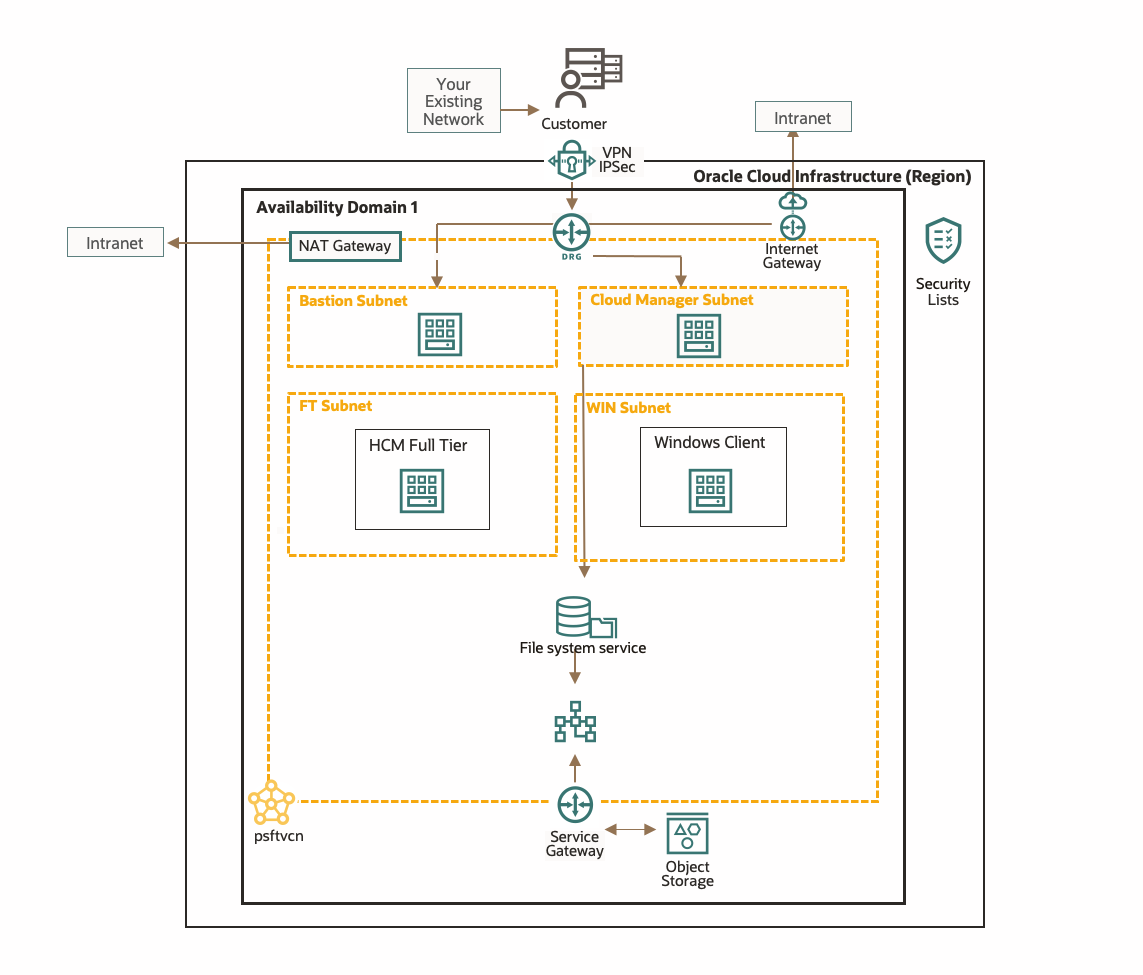 Your
Existing
Network
Customer
Intranet
VPN
IPSec
Oracle Cloud Infrastructure (Region)
Availability Domain 1
Intranet
NAT Gateway
DRG
Internet
Gateway
Security
Lists
Bastion Subnet
Cloud Manager Subnet
FT Subnet
WIN Subnet
HCM Full Tier
Windows Client
File system service
psftvcn
Service
Gateway
Object
Storage